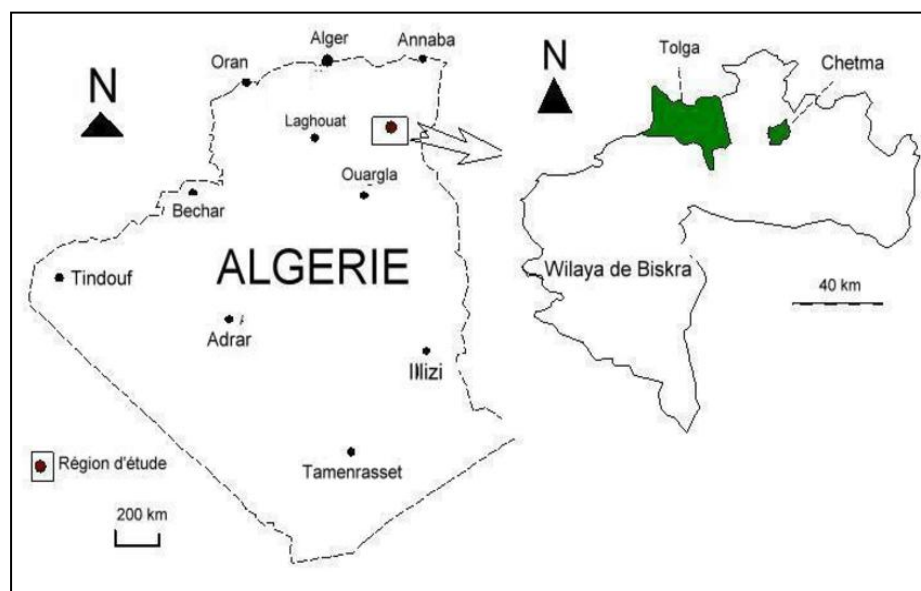 N
Alger
Annaba
Oran
Laghouat
Ouargla
Bechar
ALGERIE
Tindouf
Adrar
Illizi
Tamenrasset
Région d'étude
200 km
N
Tolga
Chetma
Wilaya de Biskra
40 km